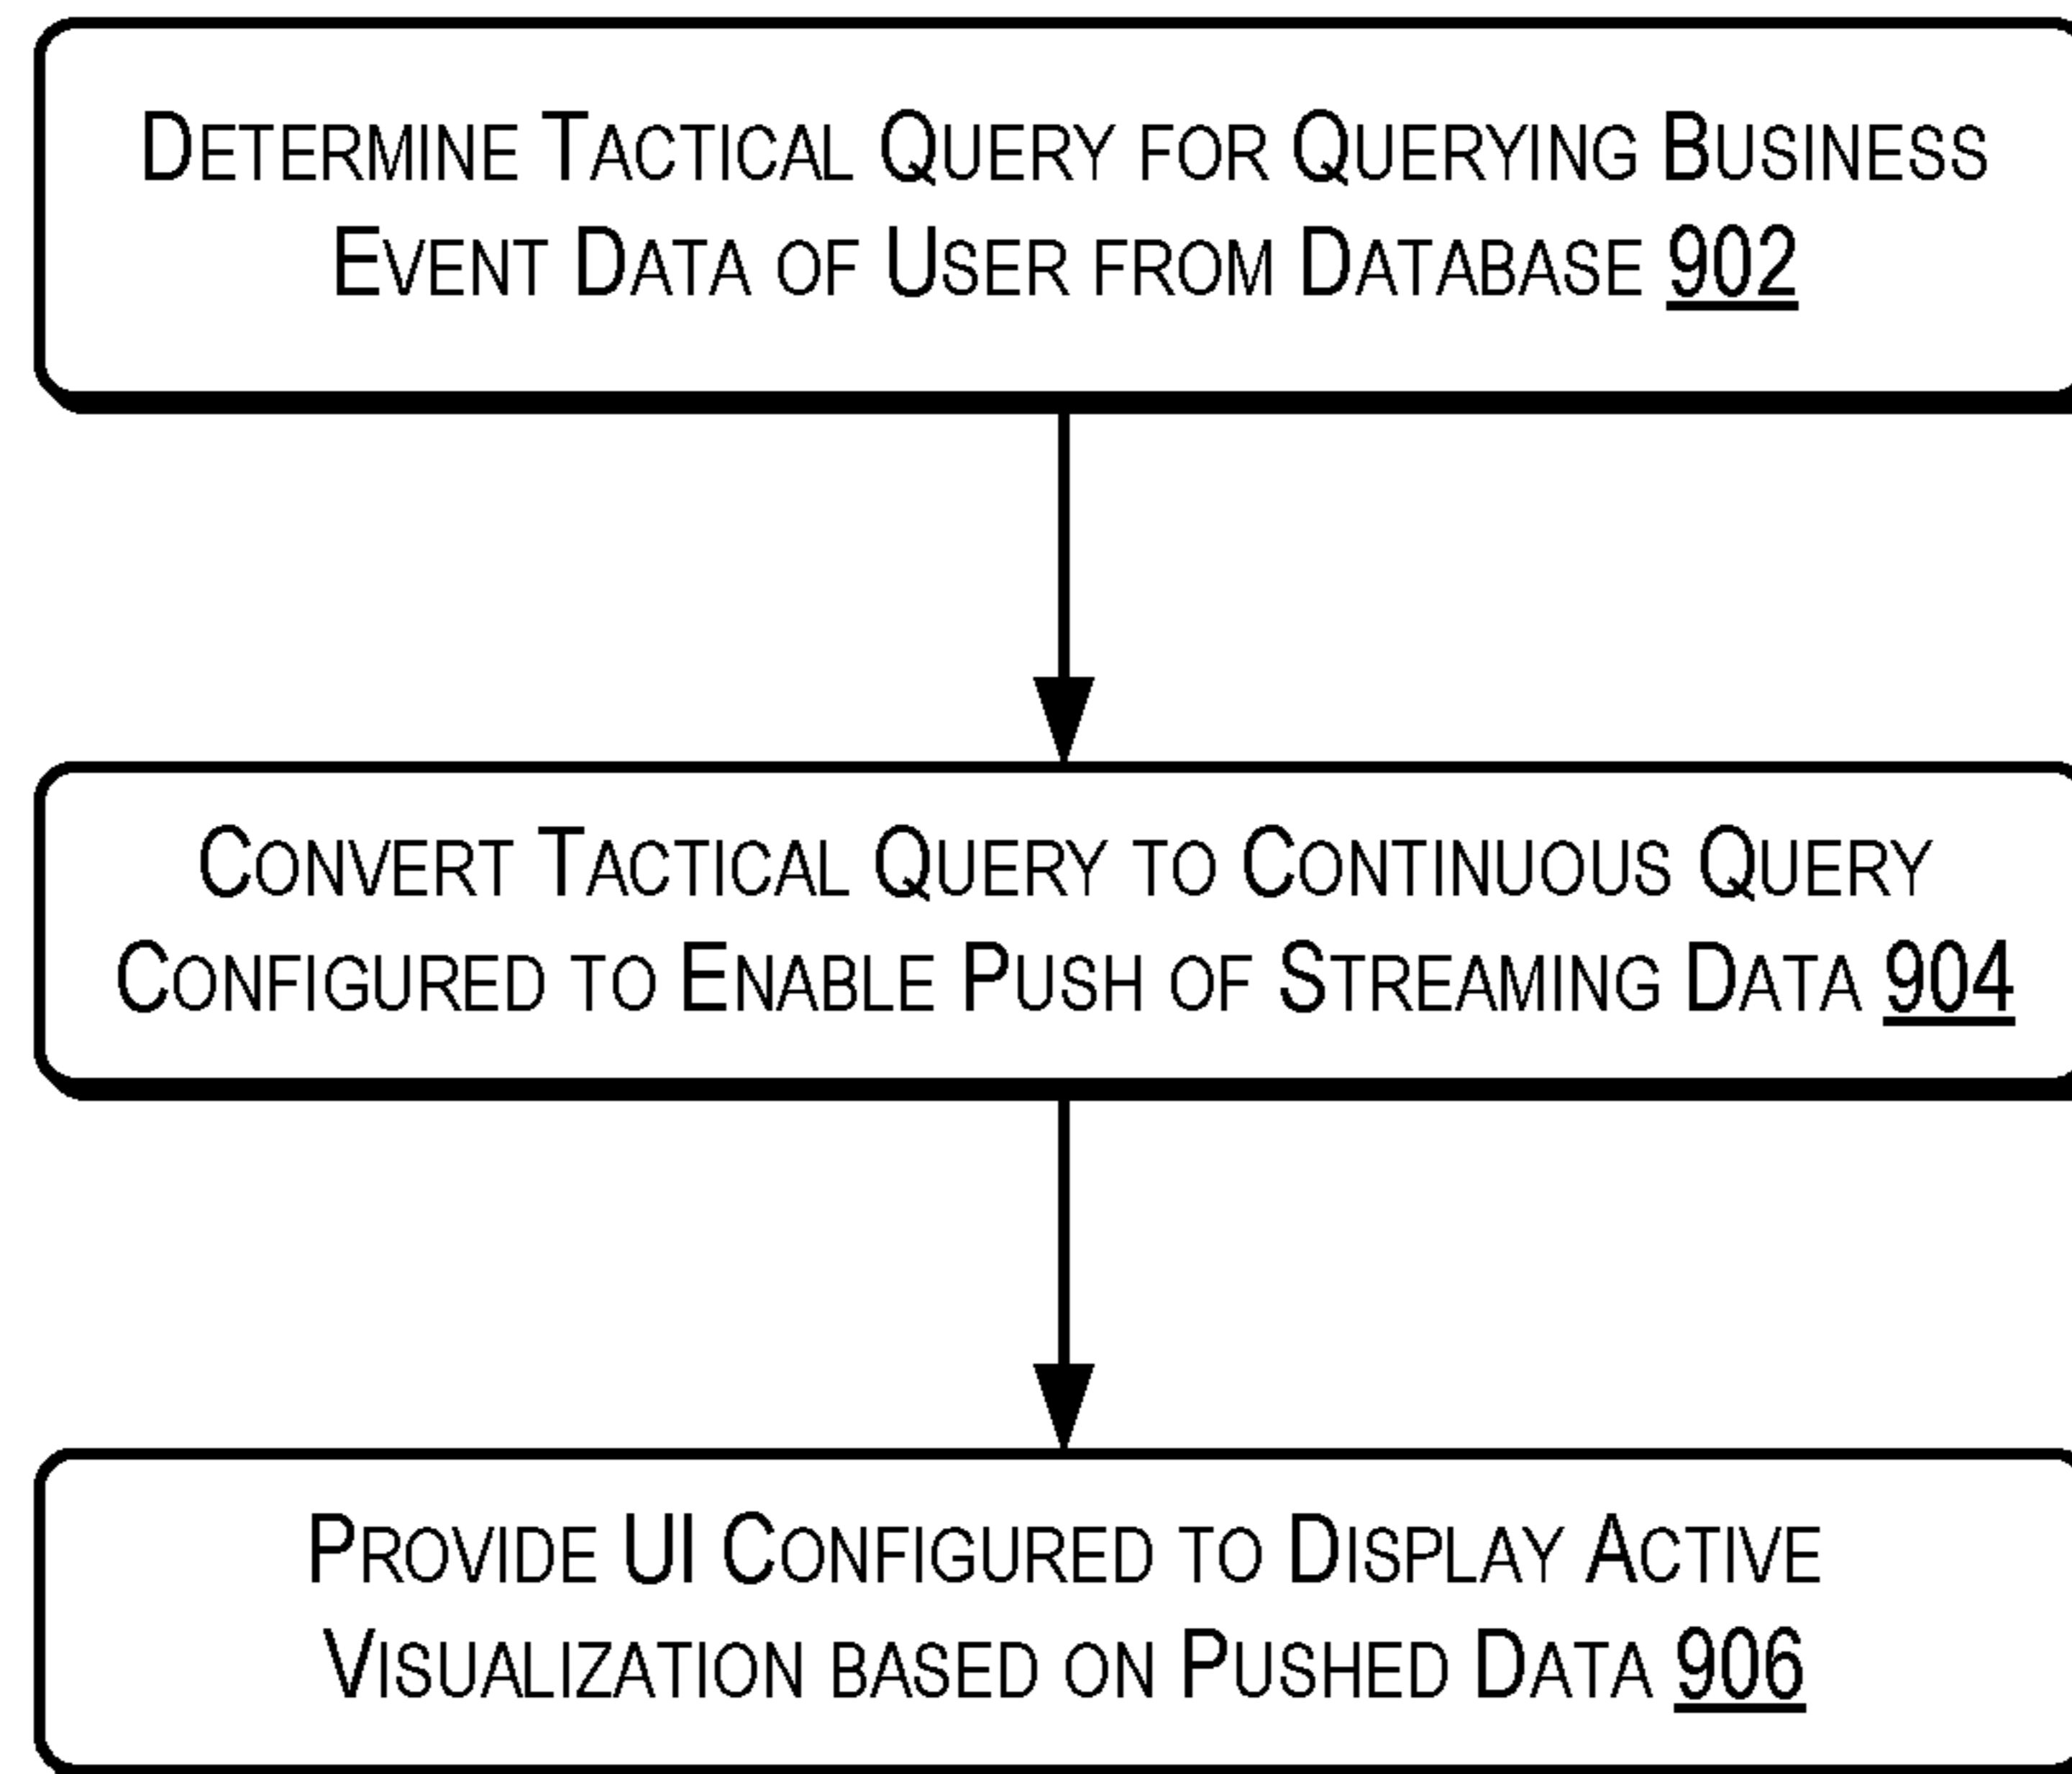 Determine Tactical Query for Querying Business
Event Data of User from Database 902
Convert Tactical Query to Continuous Query
Configured to Enable Push of Streaming Data 904
Provide UI Configured to Display Active
Visualization based on Pushed Data 906